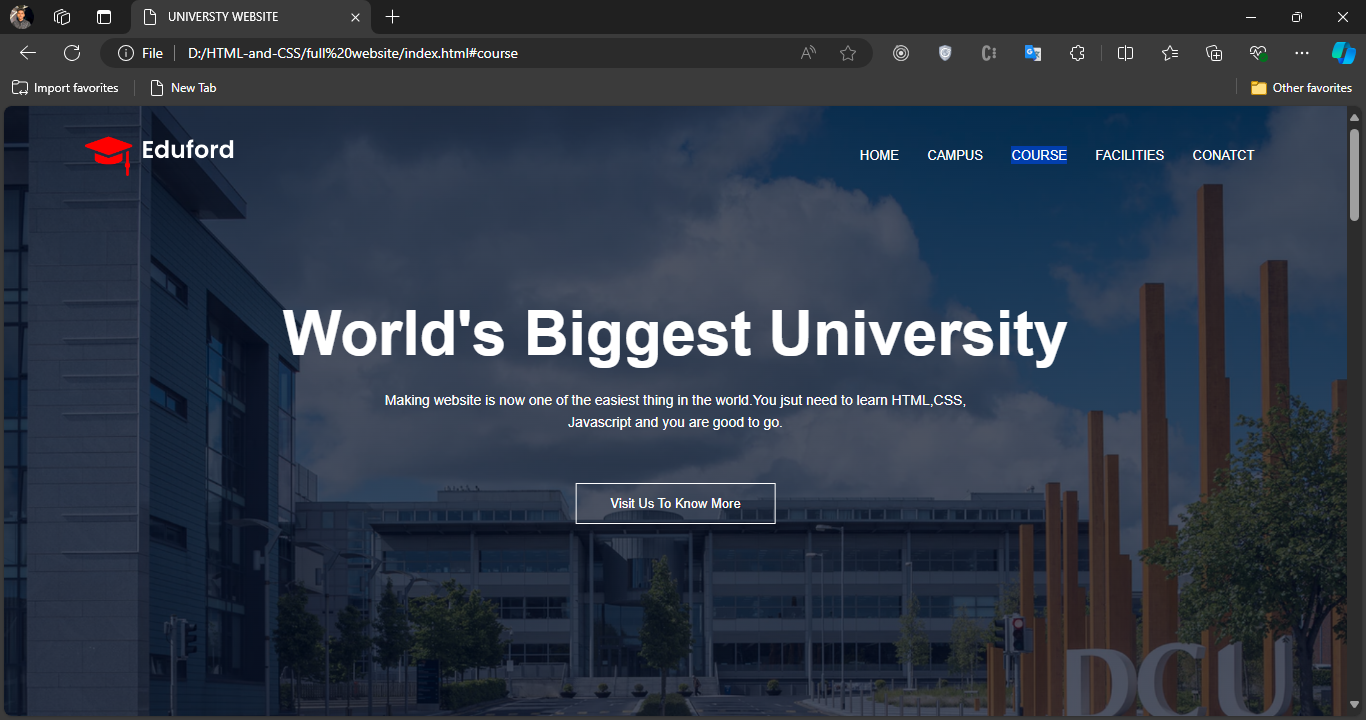 UNIVERSTY WEBSITE
File
D:/HTML-and-CSS/full%20website/index.html#course
Import favorites
New Tab
Other favorites
Eduford
HOME CAMPUS COURSE FACILITIES CONATCT
World's Biggest University
Making website is now one of the easiest thing in the world.You jsut need to learn HTML,CSS,
Javascript and you are good to go.
Visit Us To Know More
DCU